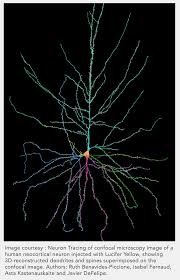 Image courtesy : Neuron Tracing of confocal microscopy image of a
human neocortical neuron injected with Lucifer Yellow, showing
3D-reconstructed dendrites and spines superimposed on the
confocal image. Authors: Ruth Benavides-Piccione, Isabel Fernaud,
Asta Kastanauskaite and Javier DeFelipe.